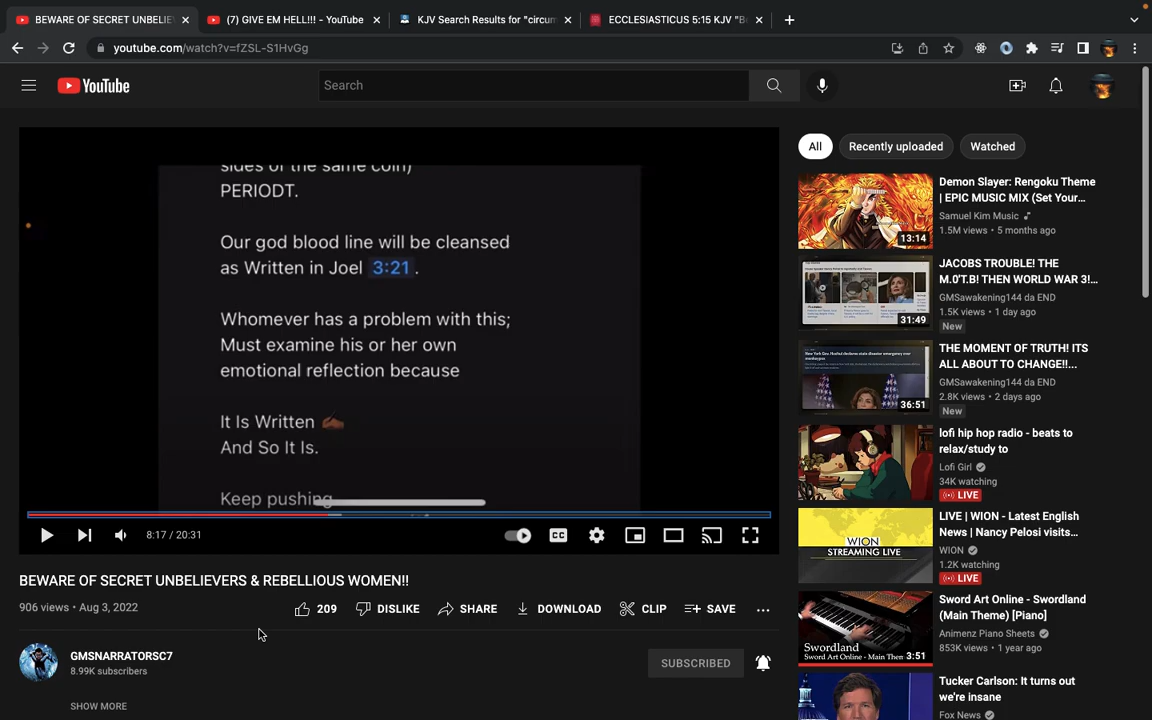 BEWARE OF SECRET UNBELIE
(7) GIVE EM HELL!!! - YouTube
KJV Search Results for "circum
ECCLESIASTICUS 5:15 KJV "B
youtube.com/watch?v=fZSL-S1HvGg
YouTube
Search
sides of the same coin)
PERIODT.
Our god blood line will be cleansed
as Written in Joel 3:21.
Whomever has a problem with this;
Must examine his or her own
emotional reflection because
It Is Written ✍🏾
And So It Is.
Keep pushing
8:17 / 20:31
CC
BEWARE OF SECRET UNBELIEVERS & REBELLIOUS WOMEN!!
906 views • Aug 3, 2022
209
DISLIKE
SHARE
DOWNLOAD
CLIP
SAVE
GMSNARRATORSC7
8.99K subscribers
SUBSCRIBED
SHOW MORE
All
Recently uploaded
Watched
13:14
Demon Slayer: Rengoku Theme
| EPIC MUSIC MIX (Set Your...
Samuel Kim Music
1.5M views • 5 months ago
31:49
JACOBS TROUBLE! THE
M.0'T.B! THEN WORLD WAR 3!...
GMSawakening144 da END
1.5K views • 1 day ago
New
36:51
THE MOMENT OF TRUTH! ITS
ALL ABOUT TO CHANGE!!...
GMSawakening144 da END
2.8K views • 2 days ago
New
lofi hip hop radio - beats to
relax/study to
Lofi Girl
34K watching
LIVE
WION
STREAMING LIVE
LIVE | WION - Latest English
News | Nancy Pelosi visits...
WION
1.2K watching
LIVE
Swordland
Sword Art Online - Main Then
3:51
Sword Art Online - Swordland
(Main Theme) [Piano]
Animenz Piano Sheets
853K views • 1 year ago
Tucker Carlson: It turns out
we're insane
Fox News